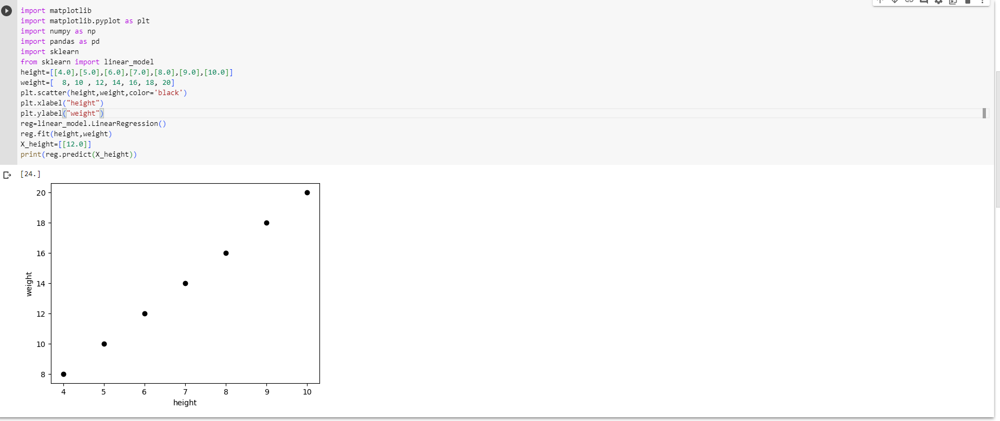 import matplotlib
import matplotlib.pyplot as plt
import numpy as np
import pandas as pd
import sklearn
from sklearn import linear_model
height=[[4.0],[5.0],[6.0],[7.0],[8.0],[9.0],[10.0]]
weight=[  8, 10 , 12, 14, 16, 18, 20]
plt.scatter(height,weight,color='black')
plt.xlabel("height")
plt.ylabel("weight")
reg=linear_model.LinearRegression()
reg.fit(height,weight)
X_height=[[12.0]]
print(reg.predict(X_height))
[24.]
20
18
16
14
12
10
8
weight
4 5 6 7 8 9 10
height